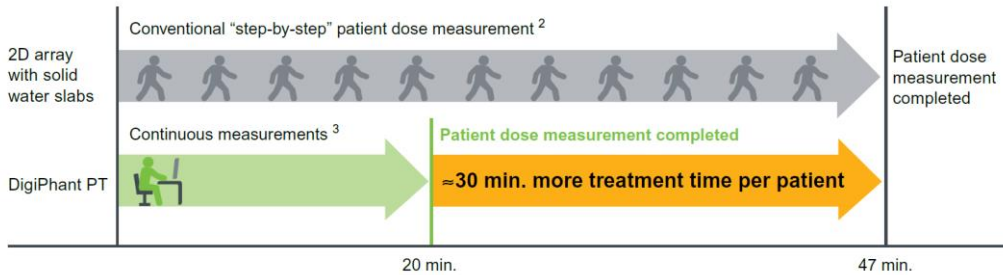 Conventional “step-by-step” patient dose measurement 2
2D array
with solid
water slabs
Patient dose
measurement
completed
Continuous measurements 3
Patient dose measurement completed
DigiPhant PT
≈30 min. more treatment time per patient
20 min.
47 min.